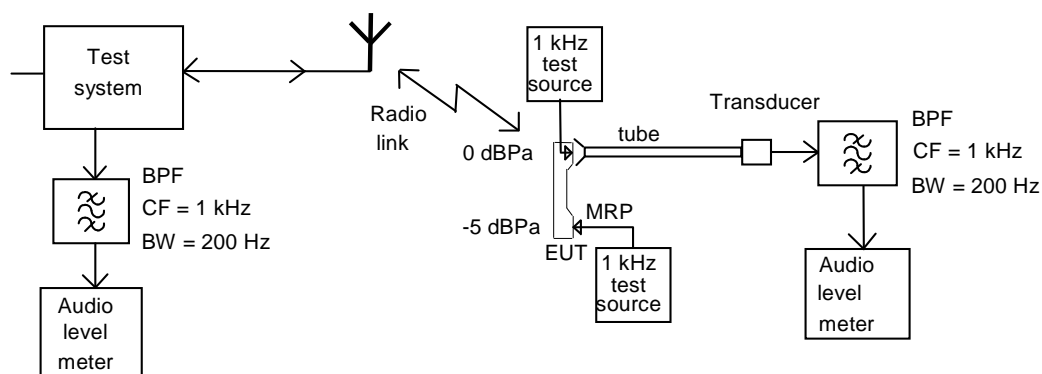 Test
system
Radio
link
BPF
CF = 1 kHz
BW = 200 Hz
Audio
level
meter
1 kHz
test
source
0 dBPa
tube
Transducer
BPF
CF = 1 kHz
BW = 200 Hz
-5 dBPa
MRP
EUT
1 kHz
test
source
Audio
level
meter